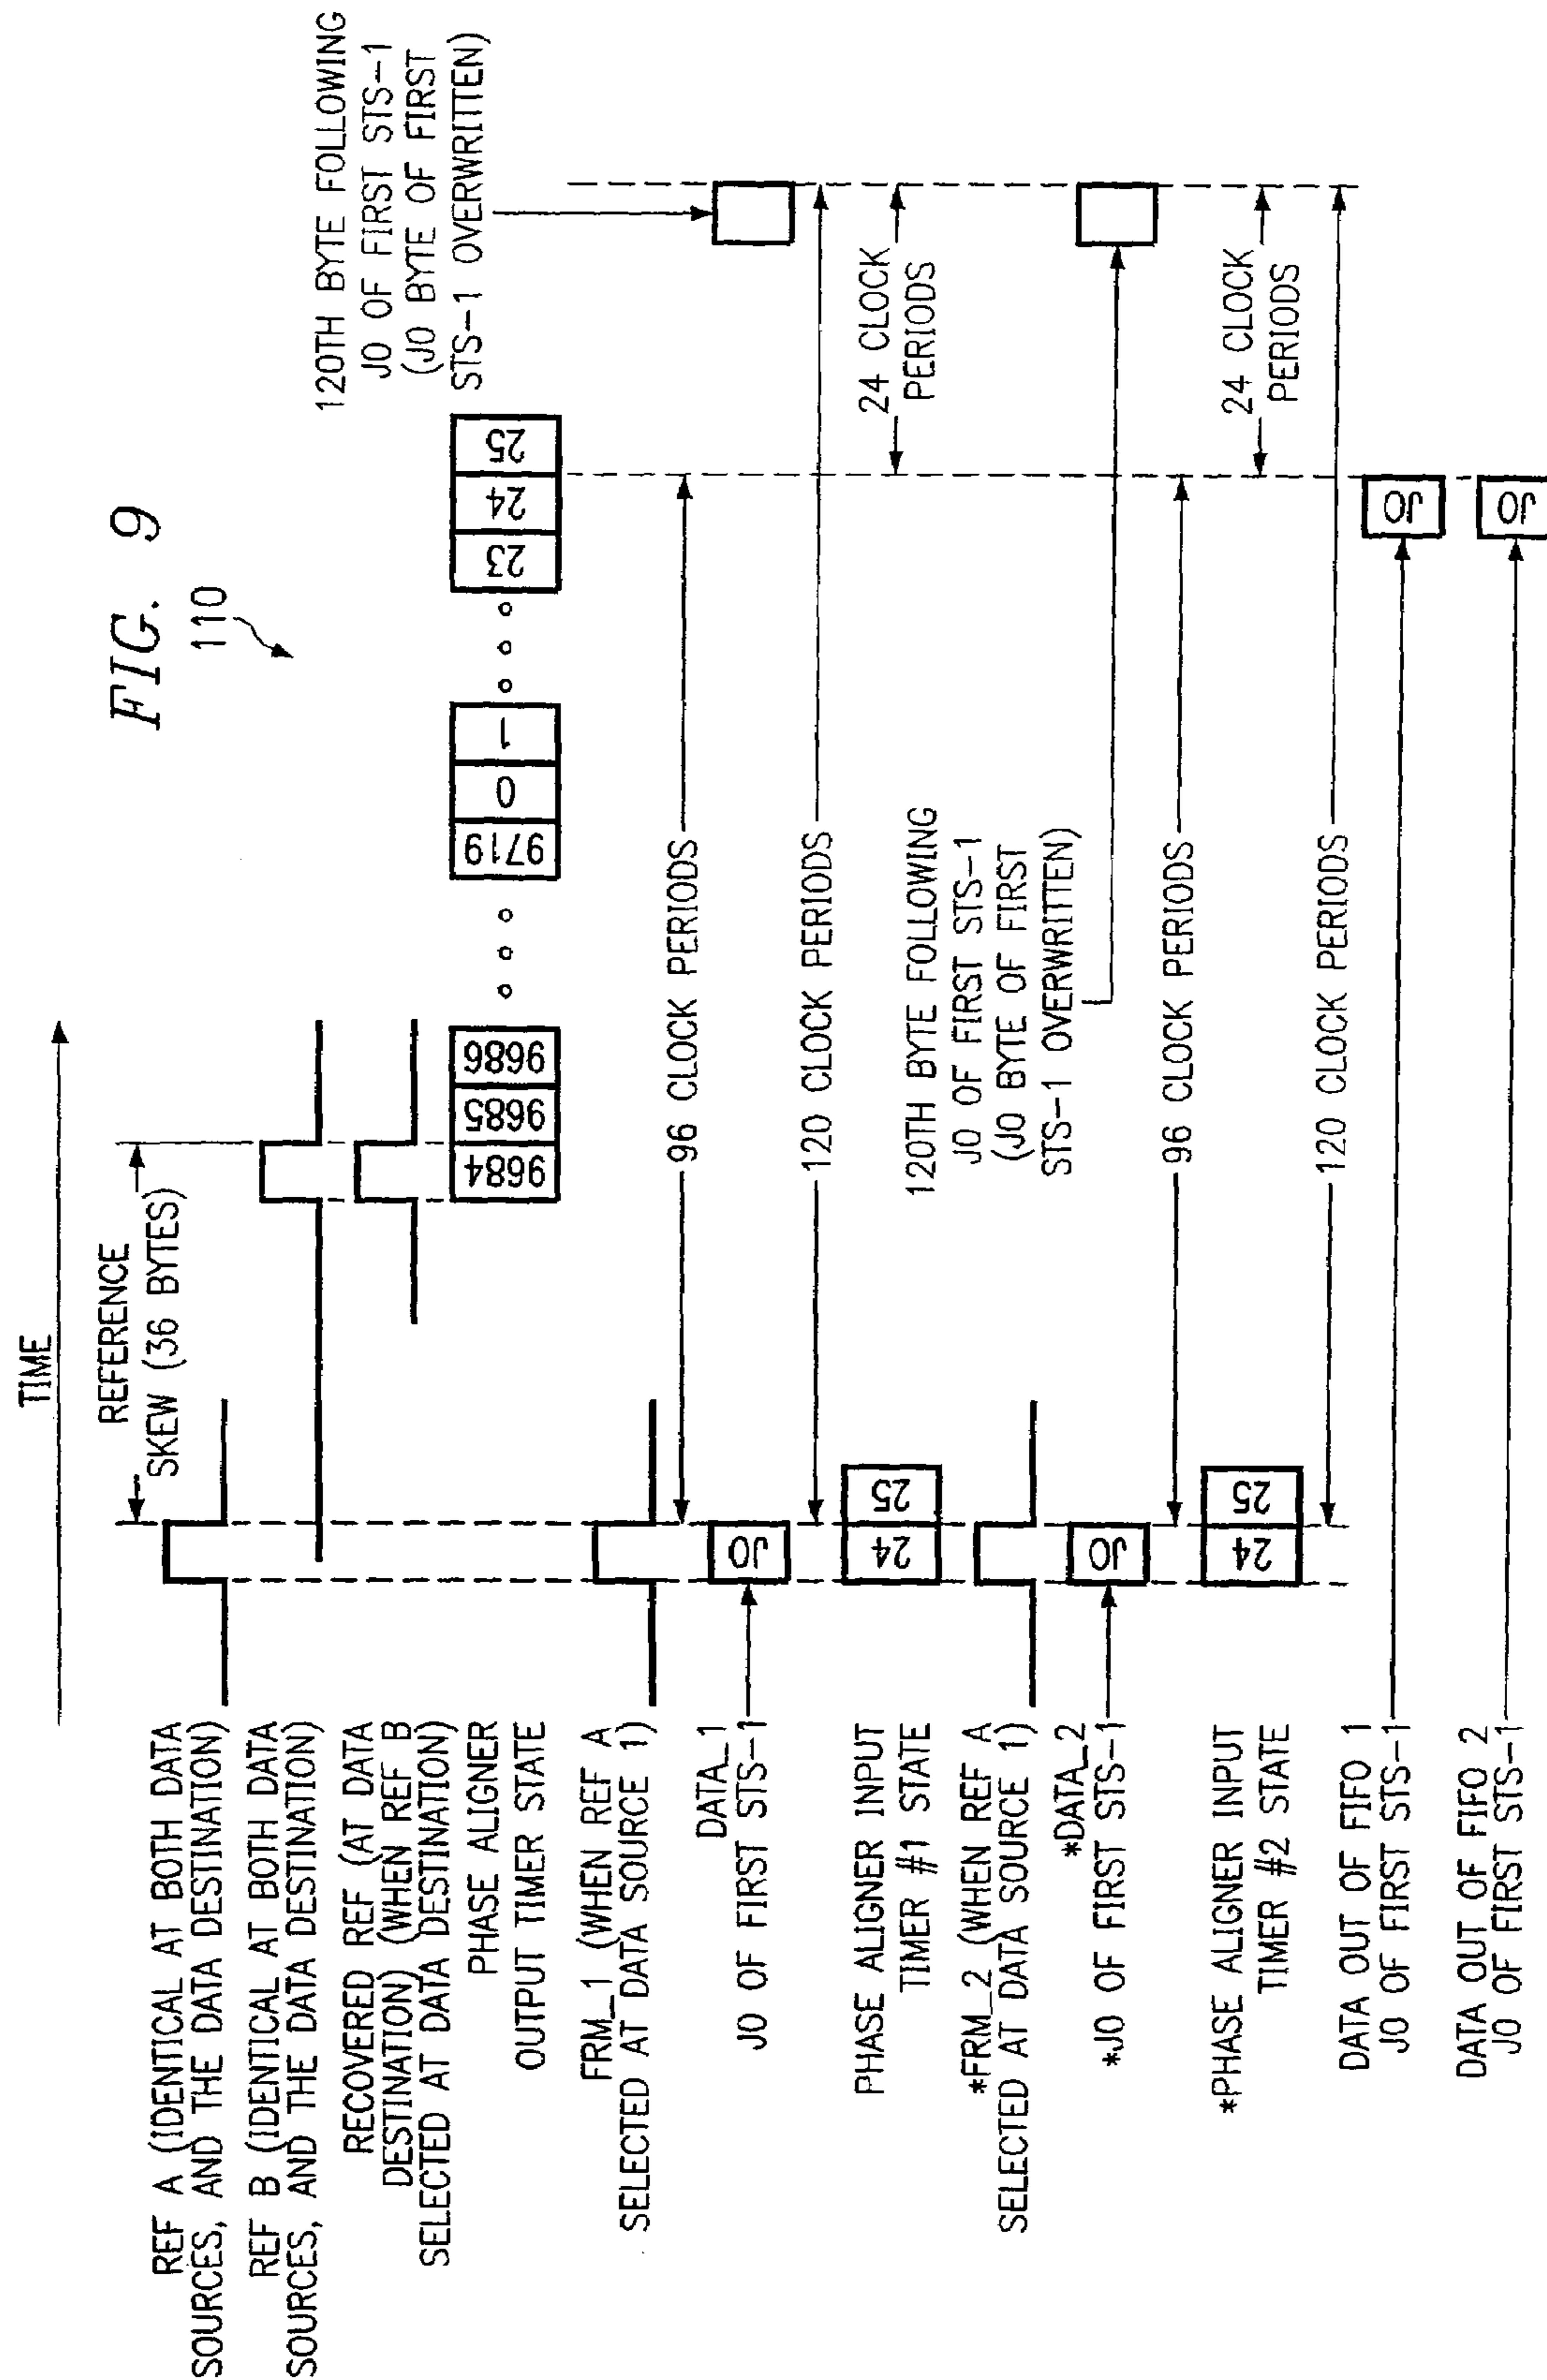 FIG. 9
110
TIME
REFERENCE
SKEW (36 BYTES)
REF A (IDENTICAL AT BOTH DATA
SOURCES, AND THE DATA DESTINATION)
REF B (IDENTICAL AT BOTH DATA
SOURCES, AND THE DATA DESTINATION)
RECOVERED REF (AT DATA
DESTINATION) (WHEN REF B
SELECTED AT DATA DESTINATION)
PHASE ALIGNER
OUTPUT TIMER STATE
9684 9685 9686 9719 0 1 23 24 25
120TH BYTE FOLLOWING
J0 OF FIRST STS-1
(J0 BYTE OF FIRST
STS-1 OVERWRITTEN)
FRM_1 (WHEN REF A
SELECTED AT DATA SOURCE 1)
96 CLOCK PERIODS
DATA_1
J0 OF FIRST STS-1
J0
120 CLOCK PERIODS
PHASE ALIGNER INPUT
TIMER #1 STATE
24 25
24 CLOCK
PERIODS
*FRM_2 (WHEN REF A
SELECTED AT DATA SOURCE 1)
120TH BYTE FOLLOWING
J0 OF FIRST STS-1
(J0 BYTE OF FIRST
STS-1 OVERWRITTEN)
*DATA_2
*J0 OF FIRST STS-1
J0
96 CLOCK PERIODS
*PHASE ALIGNER INPUT
TIMER #2 STATE
24 25
24 CLOCK
PERIODS
120 CLOCK PERIODS
DATA OUT OF FIFO 1
J0 OF FIRST STS-1
J0
DATA OUT OF FIFO 2
J0 OF FIRST STS-1
J0